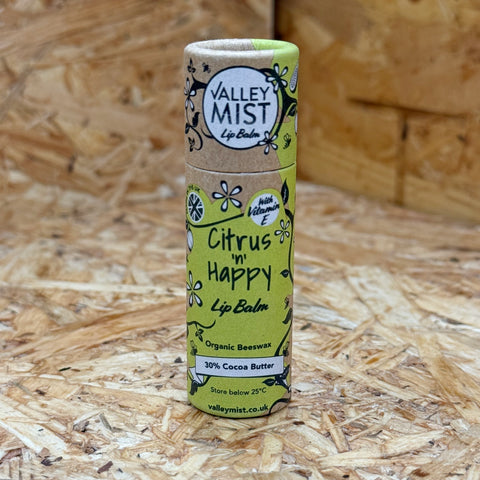 VALLEY
MIST
Lip Balm
With
Vitamin
E
Citrus
'n'
Happy
Lip Balm
Organic Beeswax
30% Cocoa Butter
Store below 25°C
valleymist.co.uk